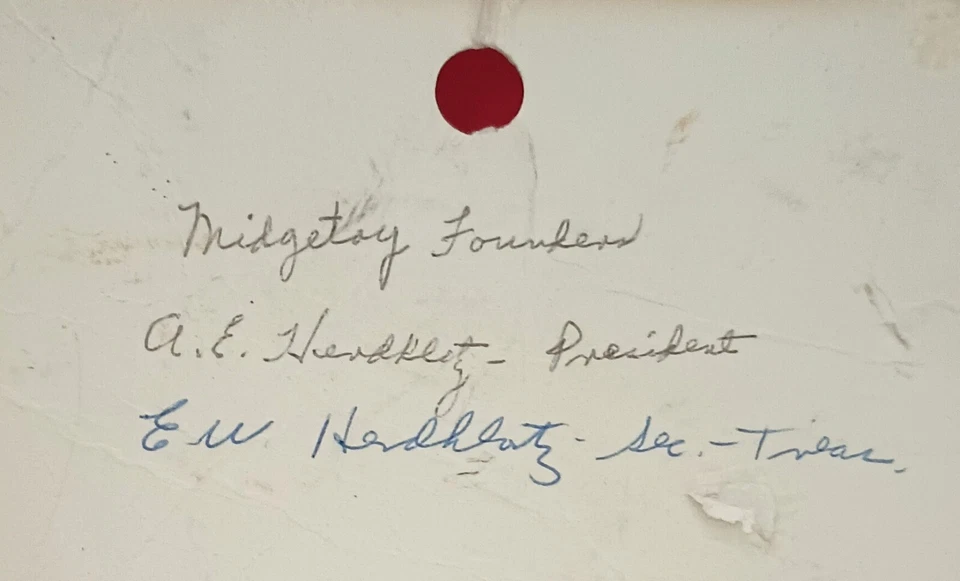 Midgetoy Founders
A. E. Herdklotz - President
E W Herdklotz - Sec. - Treas.